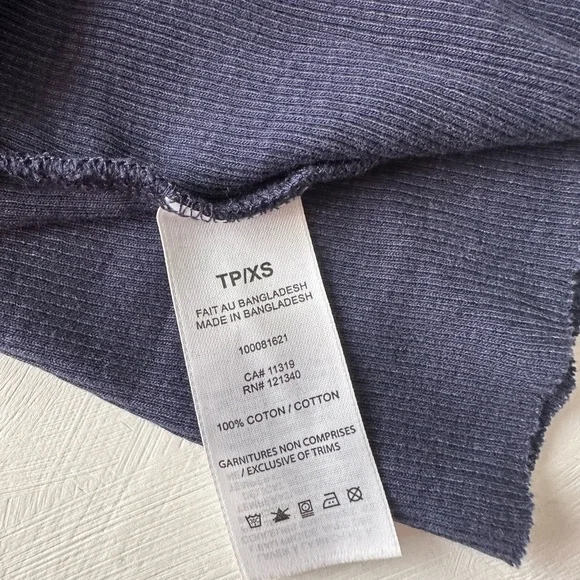 TP/XS
FAIT AU BANGLADESH
MADE IN BANGLADESH
100081621
CA# 11319
RN# 121340
100% COTON / COTTON
GARNITURES NON COMPRISES
/ EXCLUSIVE OF TRIMS